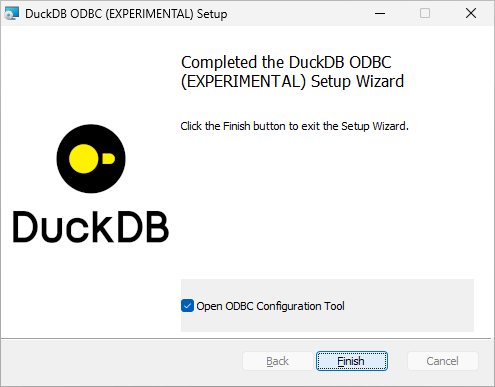 DuckDB ODBC (EXPERIMENTAL) Setup
Completed the DuckDB ODBC
(EXPERIMENTAL) Setup Wizard
Click the Finish button to exit the Setup Wizard.
DuckDB
Open ODBC Configuration Tool
Back
Finish
Cancel